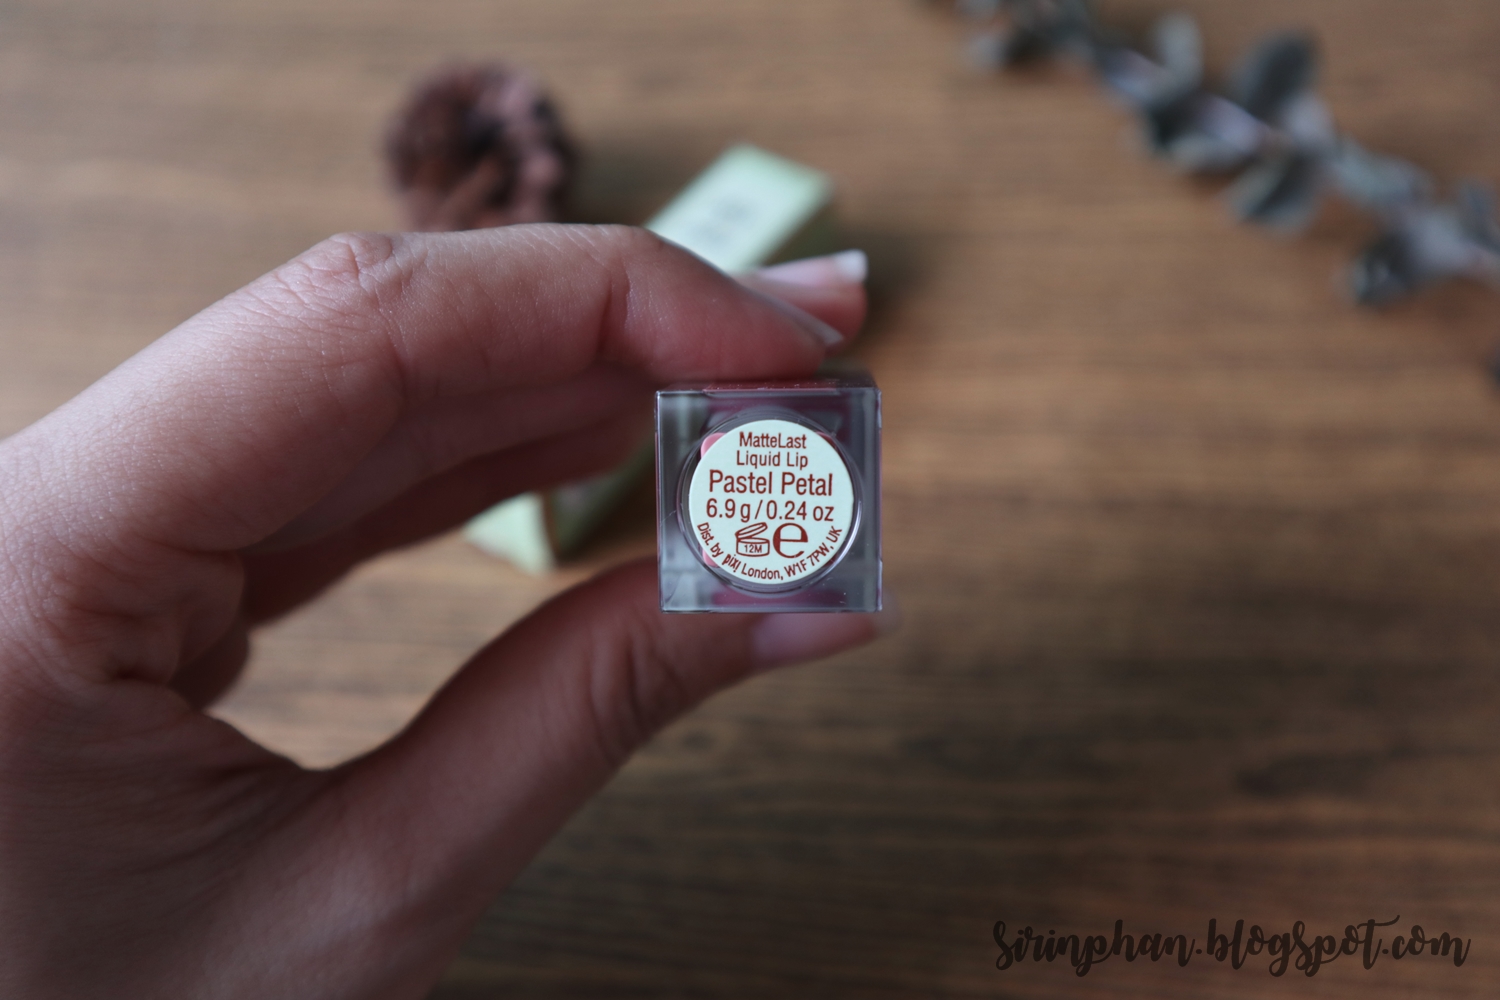 MatteLast
Liquid Lip
Pastel Petal
6.9 g/0.24 oz
12M e
Dist. by pixi London, W1F 7PW, UK
sirinphan.blogspot.com